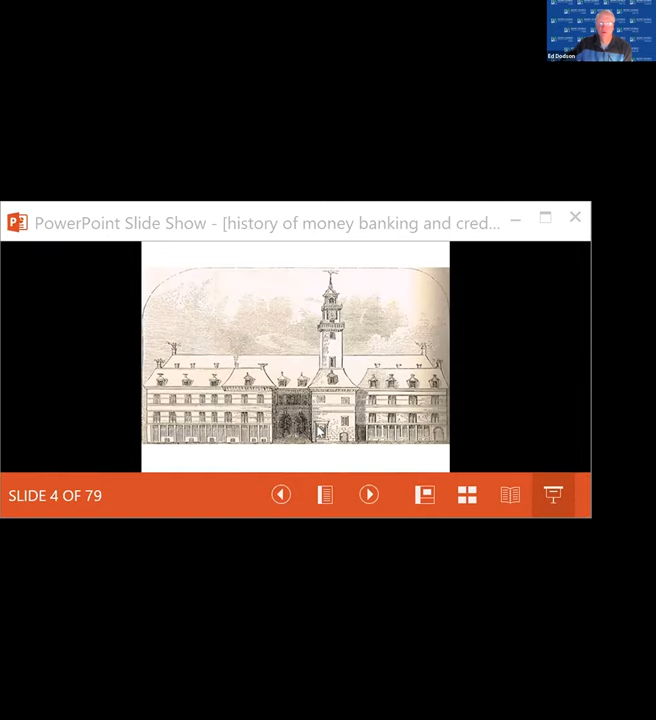 Ed Dodson
PowerPoint Slide Show - [history of money banking and cred...
SLIDE 4 OF 79